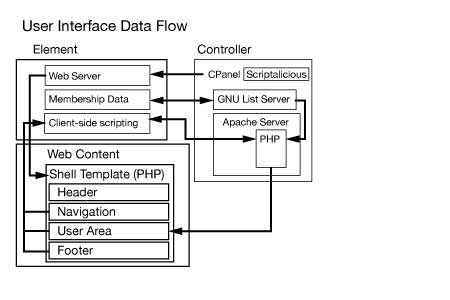 User Interface Data Flow
Element
Controller
Web Server
CPanel Scriptalicious
Membership Data
GNU List Server
Client-side scripting
Apache Server
PHP
Web Content
Shell Template (PHP)
Header
Navigation
User Area
Footer